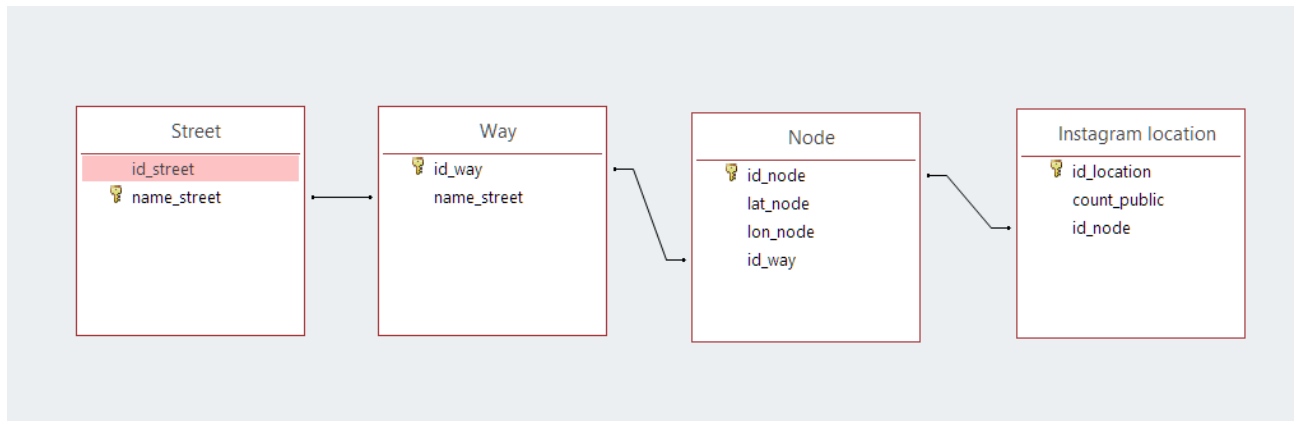 Street
id_street
name_street
Way
id_way
name_street
Node
id_node
lat_node
lon_node
id_way
Instagram location
id_location
count_public
id_node